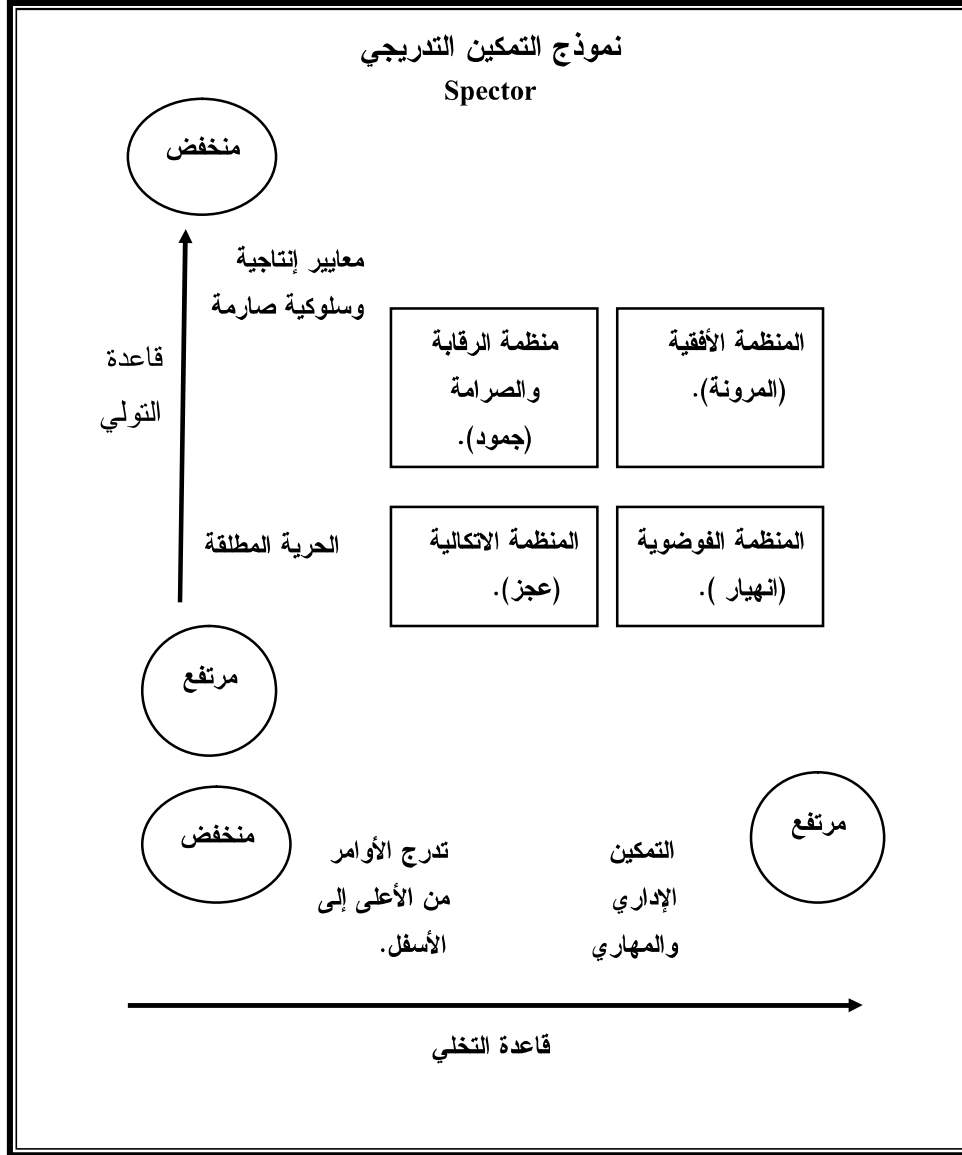 نموذج التمكين التدريجي
Spector
منخفض
معايير إنتاجية
وسلوكية صارمة
قاعدة
التولي
المنظمة الأفقية
(المرونة).
منظمة الرقابة
والصرامة
(جمود).
الحرية المطلقة
المنظمة الفوضوية
(انهيار ).
المنظمة الاتكالية
(عجز).
مرتفع
مرتفع
التمكين
الإداري
والمهاري
تدرج الأوامر
من الأعلى إلى
الأسفل.
منخفض
قاعدة التخلي